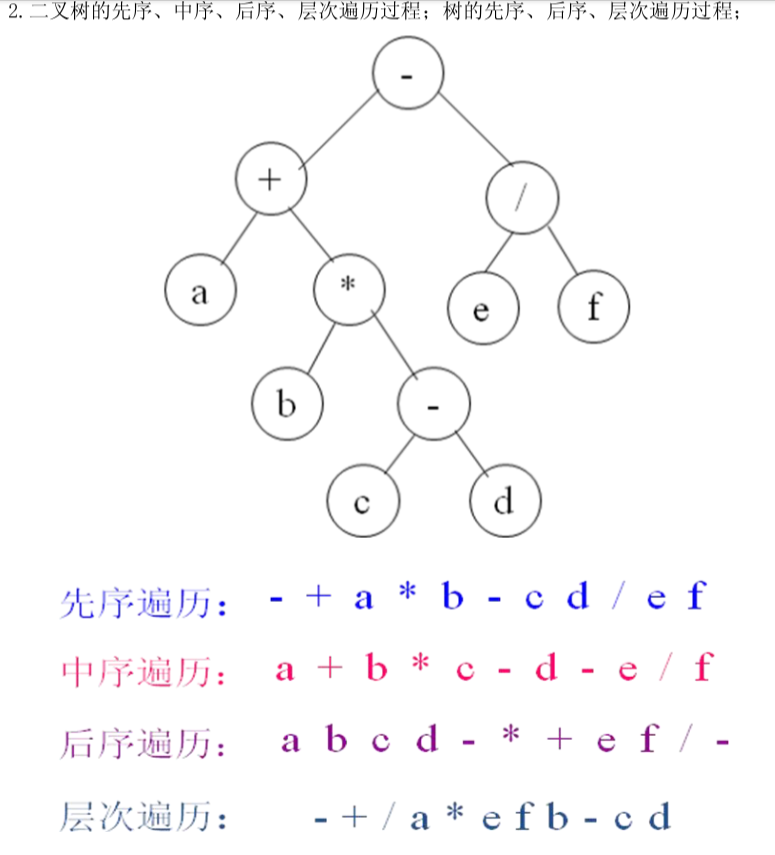 2.二叉树的先序、中序、后序、层次遍历过程；树的先序、后序、层次遍历过程；
-
+
/
a
*
e
f
b
-
c
d
先序遍历： - + a * b - c d / e f
中序遍历： a + b * c - d - e / f
后序遍历： a b c d - * + e f / -
层次遍历： - + / a * e f b - c d